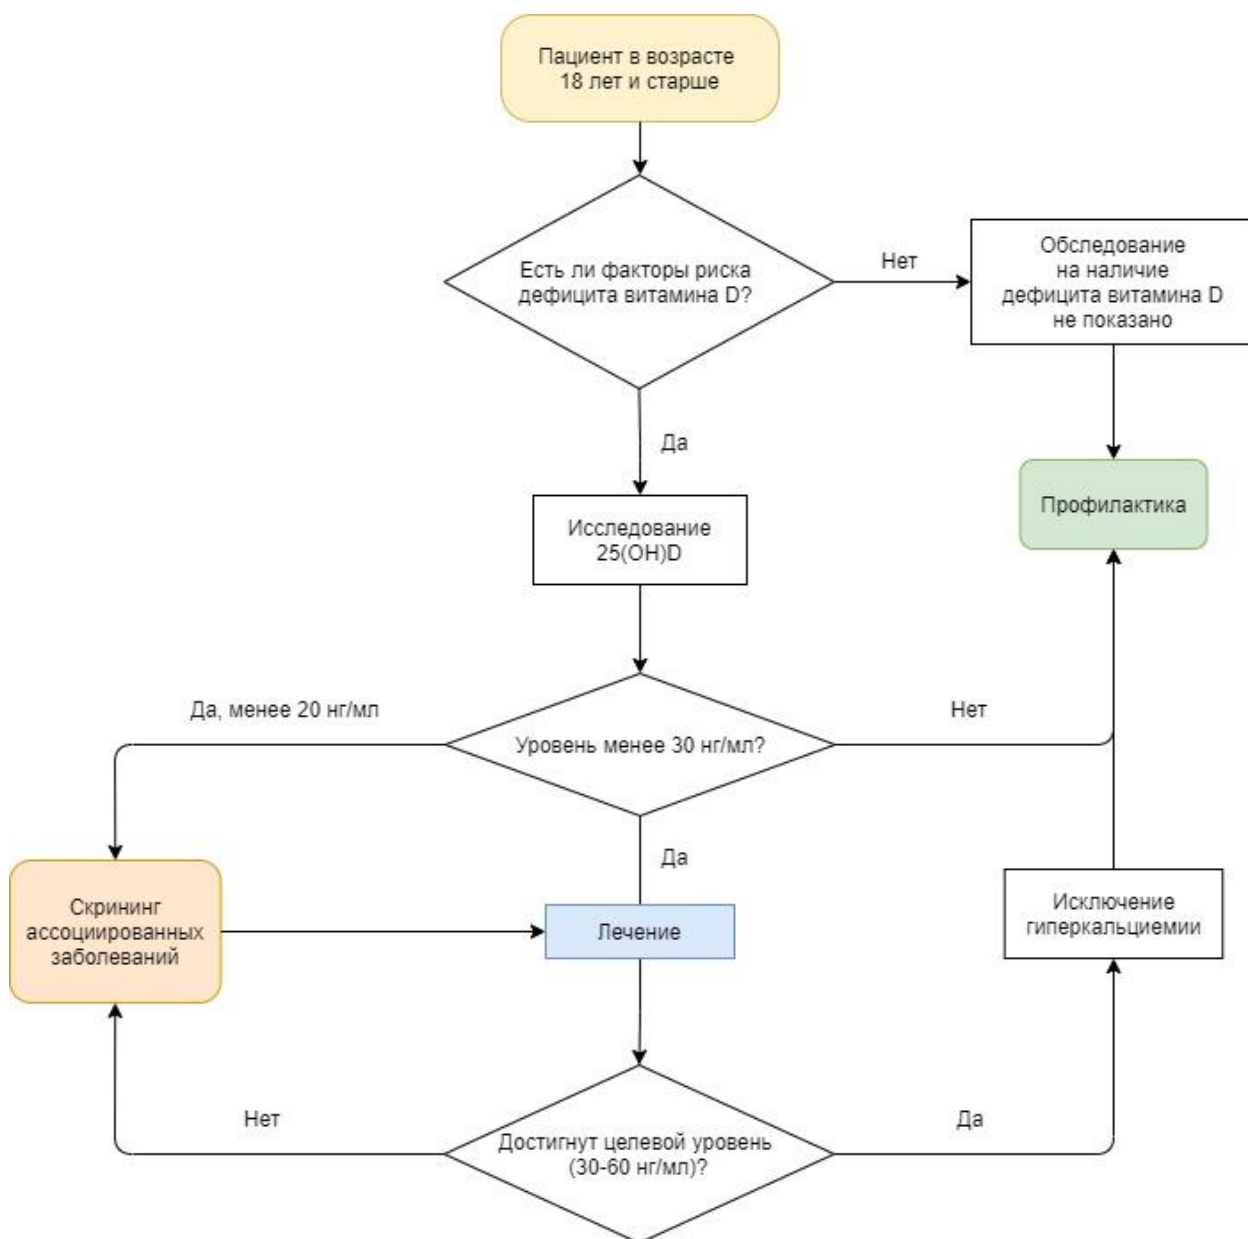 Пациент в возрасте
18 лет и старше
Есть ли факторы риска
дефицита витамина D?
Нет
Обследование
на наличие
дефицита витамина D
не показано
Да
Профилактика
Исследование
25(OH)D
Да, менее 20 нг/мл
Уровень менее 30 нг/мл?
Нет
Да
Скрининг
ассоциированных
заболеваний
Лечение
Исключение
гиперкальциемии
Нет
Достигнут целевой уровень
(30-60 нг/мл)?
Да